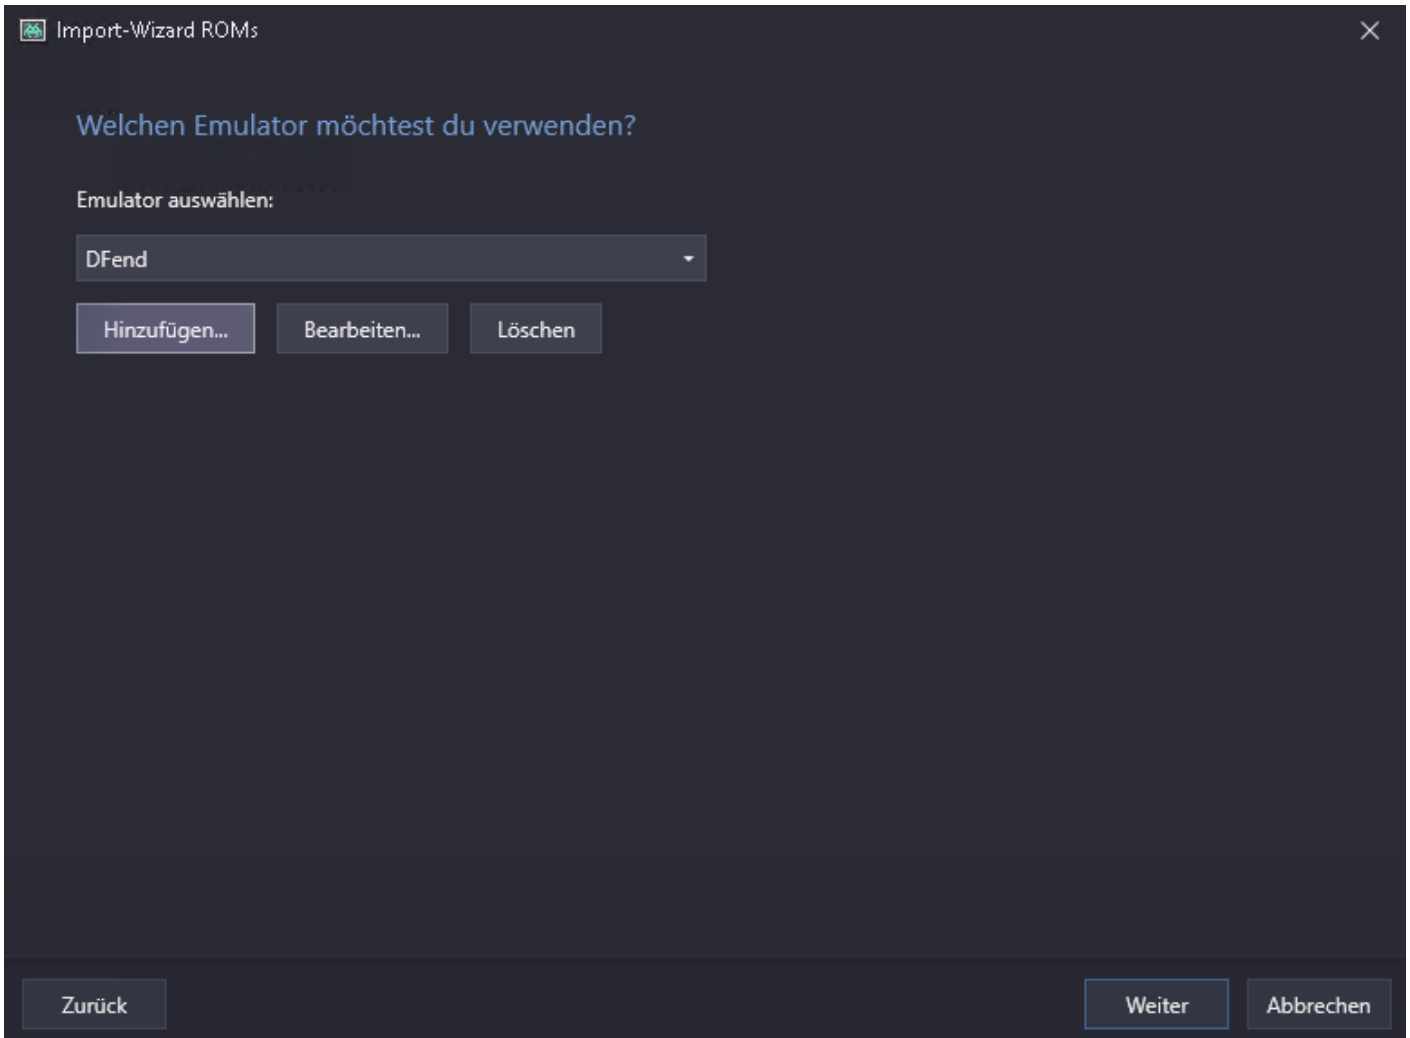 Import-Wizard ROMs
Welchen Emulator möchtest du verwenden?
Emulator auswählen:
DFend
Hinzufügen... Bearbeiten... Löschen
Zurück Weiter Abbrechen